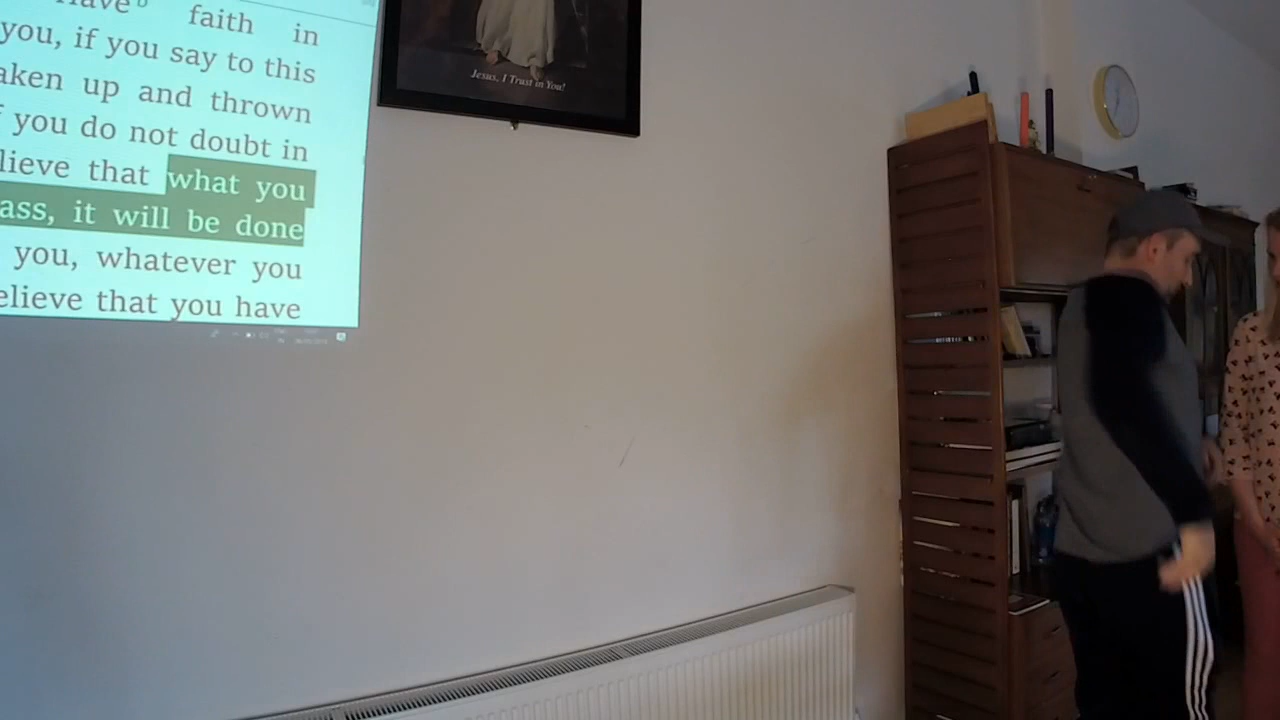 faith in
you, if you say to this
aken up and thrown
you do not doubt in
lieve that what you
ass, it will be done
you, whatever you
elieve that you have
Jesus, I Trust in You!